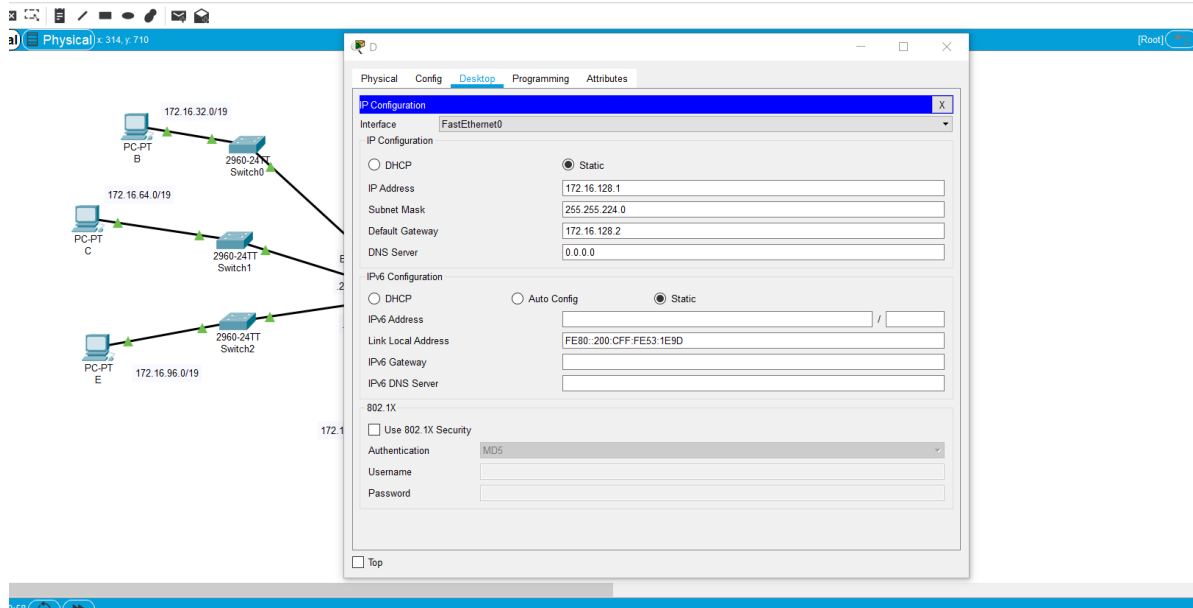 Physical x: 314, y: 710
[Root]
D
Physical Config Desktop Programming Attributes
IP Configuration
X
Interface FastEthernet0
IP Configuration
DHCP Static
IP Address 172.16.128.1
Subnet Mask 255.255.224.0
Default Gateway 172.16.128.2
DNS Server 0.0.0.0
IPv6 Configuration
DHCP Auto Config Static
IPv6 Address /
Link Local Address FE80::200:CFF:FE53:1E9D
IPv6 Gateway
IPv6 DNS Server
802.1X
Use 802.1X Security
Authentication MD5
Username
Password
Top
172.16.32.0/19
PC-PT
B
2960-24TT
Switch0
172.16.64.0/19
PC-PT
C
2960-24TT
Switch1
2960-24TT
Switch2
PC-PT
E
172.16.96.0/19
.2
172.1